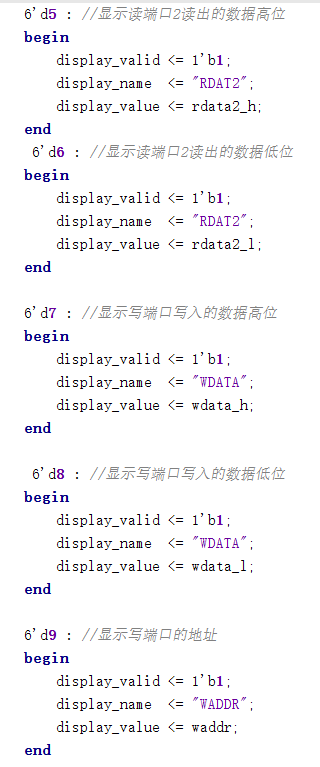 6'd5 : //显示读端口2读出的数据高位
begin
    display_valid <= 1'b1;
    display_name  <= "RDAT2";
    display_value <= rdata2_h;
end
 6'd6 : //显示读端口2读出的数据低位
begin
    display_valid <= 1'b1;
    display_name  <= "RDAT2";
    display_value <= rdata2_l;
end
6'd7 : //显示写端口写入的数据高位
begin
    display_valid <= 1'b1;
    display_name  <= "WDATA";
    display_value <= wdata_h;
end
 6'd8 : //显示写端口写入的数据低位
begin
    display_valid <= 1'b1;
    display_name  <= "WDATA";
    display_value <= wdata_l;
end
6'd9 : //显示写端口的地址
begin
    display_valid <= 1'b1;
    display_name  <= "WADDR";
    display_value <= waddr;
end